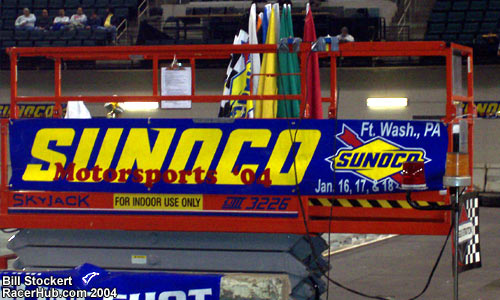 SUNOCO
SUNOCO
Motorsports '04
Ft. Wash., PA
SUNOCO
Jan. 16, 17, & 18
SKYJACK
FOR INDOOR USE ONLY
3226
Bill Stockert
RacerHub.com 2004